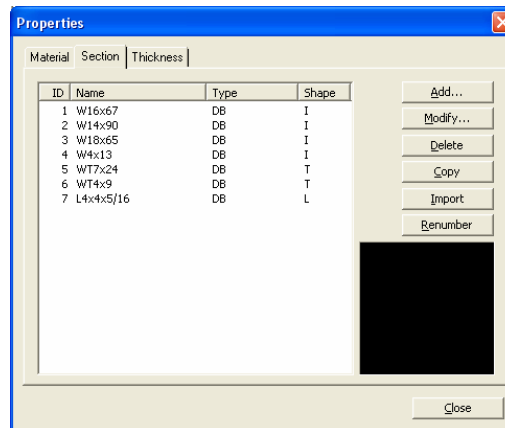 Properties
Material Section Thickness
ID Name Type Shape
1 W16x67 DB I
2 W14x90 DB I
3 W18x65 DB I
4 W4x13 DB I
5 WT7x24 DB T
6 WT4x9 DB T
7 L4x4x5/16 DB L
Add...
Modify...
Delete
Copy
Import
Renumber
Close